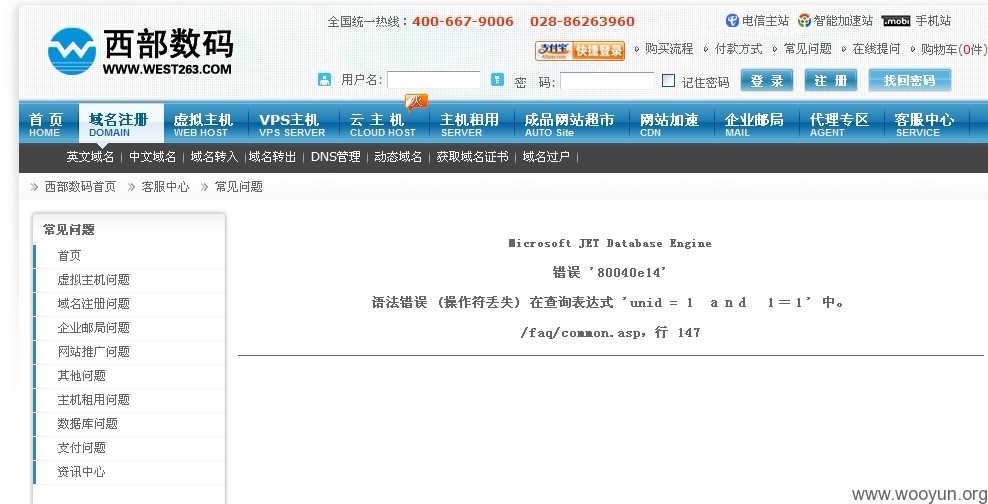 全国统一热线：400-667-9006 028-86263960
电信主站 智能加速站 .mobi 手机站
西部数码
WWW.WEST263.COM
支付宝 快捷登录 购买流程 付款方式 常见问题 在线提问 购物车(0件)
用户名： 密 码： 记住密码 登 录 注 册 找回密码
火
首 页 域名注册 虚拟主机 VPS主机 云 主 机 主机租用 成品网站超市 网站加速 企业邮局 代理专区 客服中心
HOME DOMAIN WEB HOST VPS SERVER CLOUD HOST SERVER AUTO Site CDN MAIL AGENT SERVICE
英文域名 | 中文域名 | 域名转入 | 域名转出 | DNS管理 | 动态域名 | 获取域名证书 | 域名过户 |
西部数码首页 » 客服中心 » 常见问题
常见问题
首页
虚拟主机问题
域名注册问题
企业邮局问题
网站推广问题
其他问题
主机租用问题
数据库问题
支付问题
资讯中心
Microsoft JET Database Engine
错误 '80040e14'
语法错误 (操作符丢失) 在查询表达式 'unid = 1 ａｎｄ １＝１' 中。
/faq/common.asp，行 147
www.wooyun.org